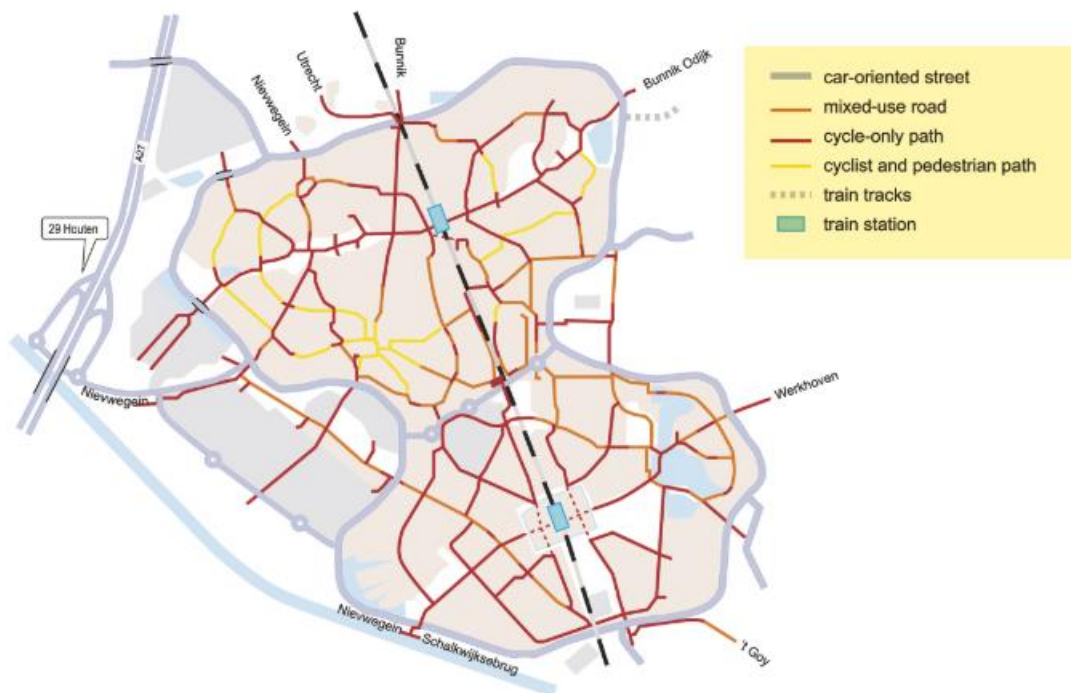 Bunnik
Utrecht
Nievwegein
Bunnik Odijk
A27
29 Houten
Nievwegein
Werkhoven
Nievwegein
Schalkwijksebrug
't Goy
car-oriented street
mixed-use road
cycle-only path
cyclist and pedestrian path
train tracks
train station